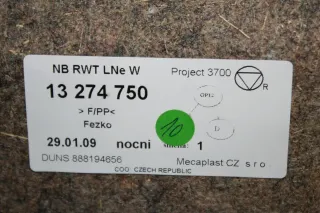 NB RWT LNe W Project 3700
R
13 274 750
> F/PP<
Fezko
10
29.01.09 nocni 1
DUNS 888194656 Mecaplast CZ s r o
COO: CZECH REPUBLIC